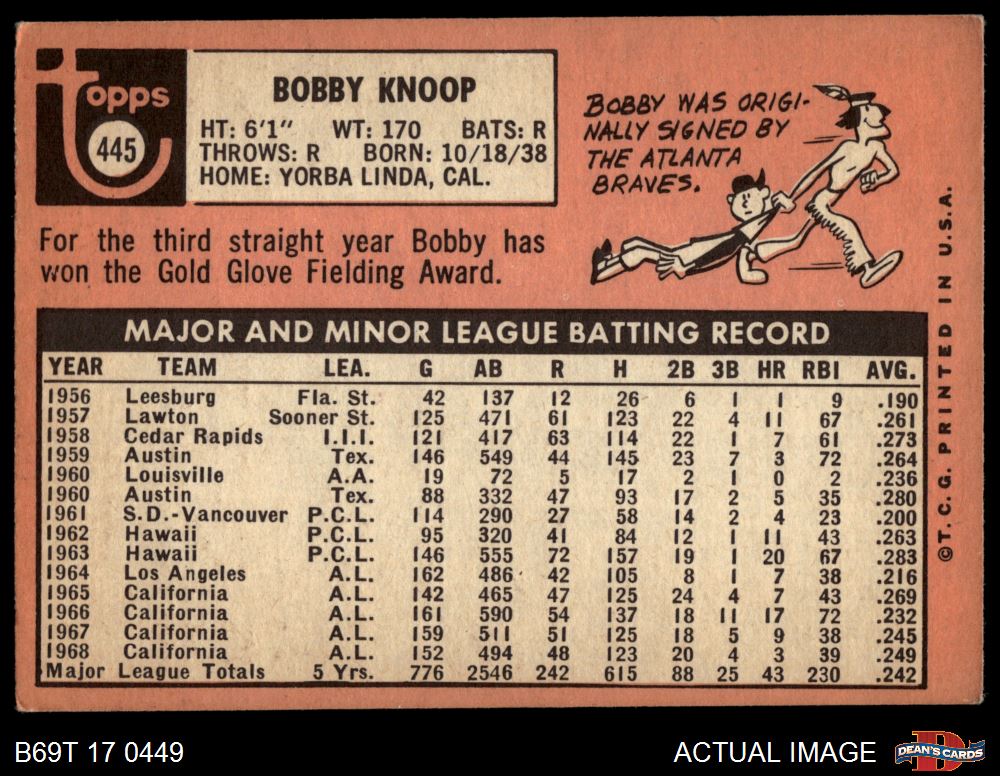 Topps
445
BOBBY KNOOP
HT: 6'1" WT: 170 BATS: R
THROWS: R BORN: 10/18/38
HOME: YORBA LINDA, CAL.
BOBBY WAS ORIGI-
NALLY SIGNED BY
THE ATLANTA
BRAVES.
For the third straight year Bobby has
won the Gold Glove Fielding Award.
MAJOR AND MINOR LEAGUE BATTING RECORD
YEAR TEAM LEA. G AB R H 2B 3B HR RBI AVG.
1956 Leesburg Fla. St. 42 137 12 26 6 1 1 9 .190
1957 Lawton Sooner St. 125 471 61 123 22 4 11 67 .261
1958 Cedar Rapids I.I.I. 121 417 63 114 22 1 7 61 .273
1959 Austin Tex. 146 549 44 145 23 7 3 72 .264
1960 Louisville A.A. 19 72 5 17 2 1 0 2 .236
1960 Austin Tex. 88 332 47 93 17 2 5 35 .280
1961 S.D.-Vancouver P.C.L. 114 290 27 58 14 2 4 23 .200
1962 Hawaii P.C.L. 95 320 41 84 12 1 11 43 .263
1963 Hawaii P.C.L. 146 555 72 157 19 1 20 67 .283
1964 Los Angeles A.L. 162 486 42 105 8 1 7 38 .216
1965 California A.L. 142 465 47 125 24 4 7 43 .269
1966 California A.L. 161 590 54 137 18 11 17 72 .232
1967 California A.L. 159 511 51 125 18 5 9 38 .245
1968 California A.L. 152 494 48 123 20 4 3 39 .249
Major League Totals 5 Yrs. 776 2546 242 615 88 25 43 230 .242
© T. C. G. PRINTED IN U.S.A.
B69T 17 0449
ACTUAL IMAGE
D
DEAN'S CARDS